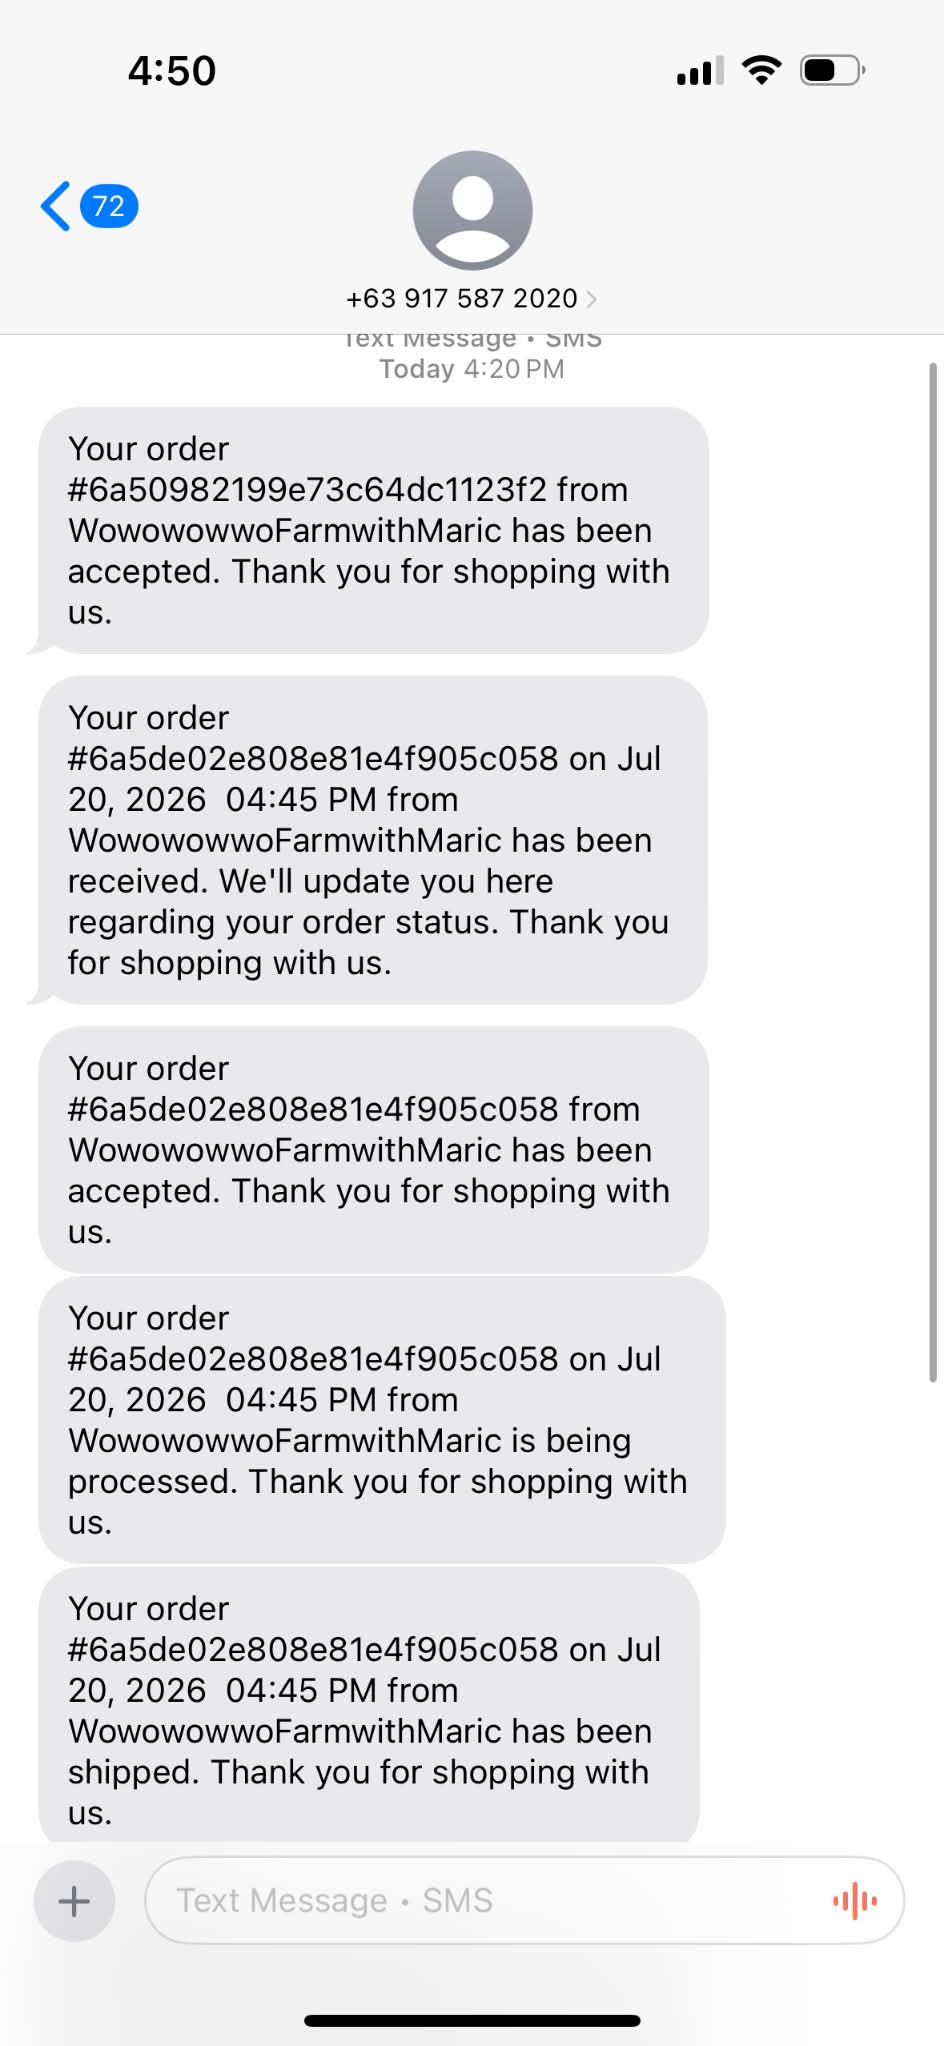 4:50
72
+63 917 587 2020
Text Message • SMS
Today 4:20 PM
Your order
#6a50982199e73c64dc1123f2 from
WowowowwoFarmwithMaric has been
accepted. Thank you for shopping with
us.
Your order
#6a5de02e808e81e4f905c058 on Jul
20, 2026  04:45 PM from
WowowowwoFarmwithMaric has been
received. We'll update you here
regarding your order status. Thank you
for shopping with us.
Your order
#6a5de02e808e81e4f905c058 from
WowowowwoFarmwithMaric has been
accepted. Thank you for shopping with
us.
Your order
#6a5de02e808e81e4f905c058 on Jul
20, 2026  04:45 PM from
WowowowwoFarmwithMaric is being
processed. Thank you for shopping with
us.
Your order
#6a5de02e808e81e4f905c058 on Jul
20, 2026  04:45 PM from
WowowowwoFarmwithMaric has been
shipped. Thank you for shopping with
us.
Text Message • SMS